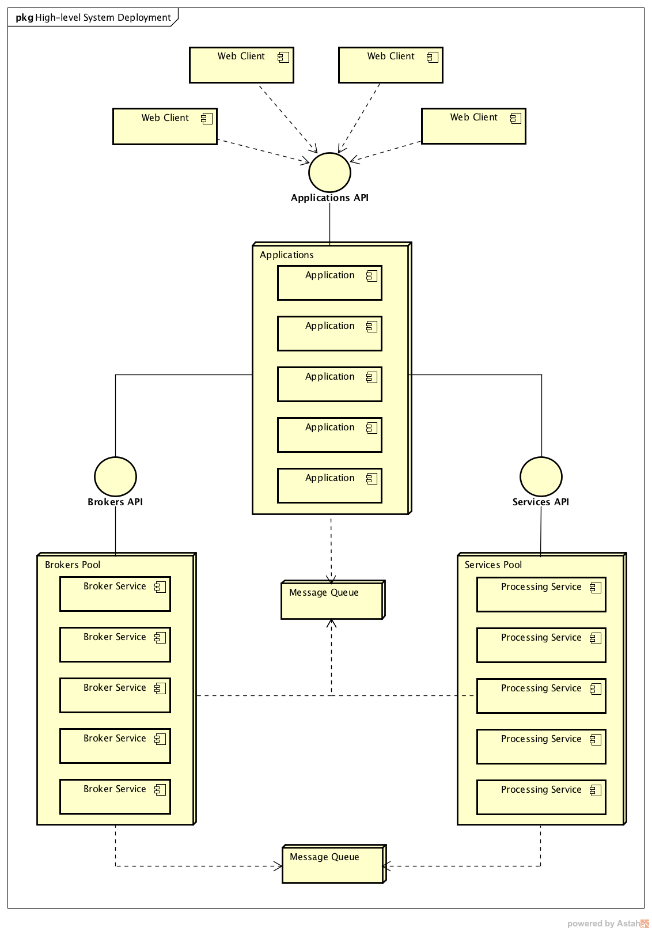 pkg High-level System Deployment
Web Client
Web Client
Web Client
Web Client
Applications API
Applications
Application
Application
Application
Application
Application
Brokers API
Services API
Brokers Pool
Broker Service
Broker Service
Broker Service
Broker Service
Broker Service
Message Queue
Services Pool
Processing Service
Processing Service
Processing Service
Processing Service
Processing Service
Message Queue
powered by Astah